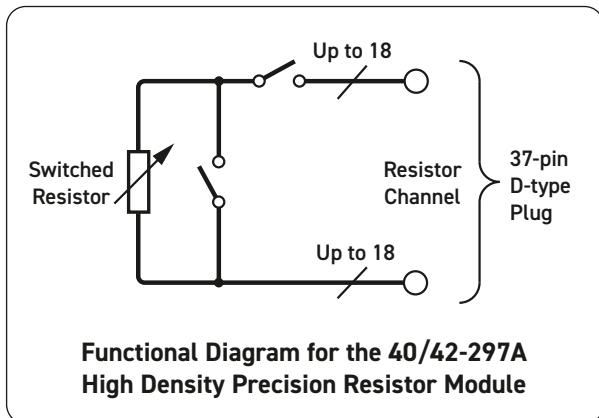 Up to 18
Switched
Resistor
Resistor
Channel
37-pin
D-type
Plug
Up to 18
Functional Diagram for the 40/42-297A
High Density Precision Resistor Module